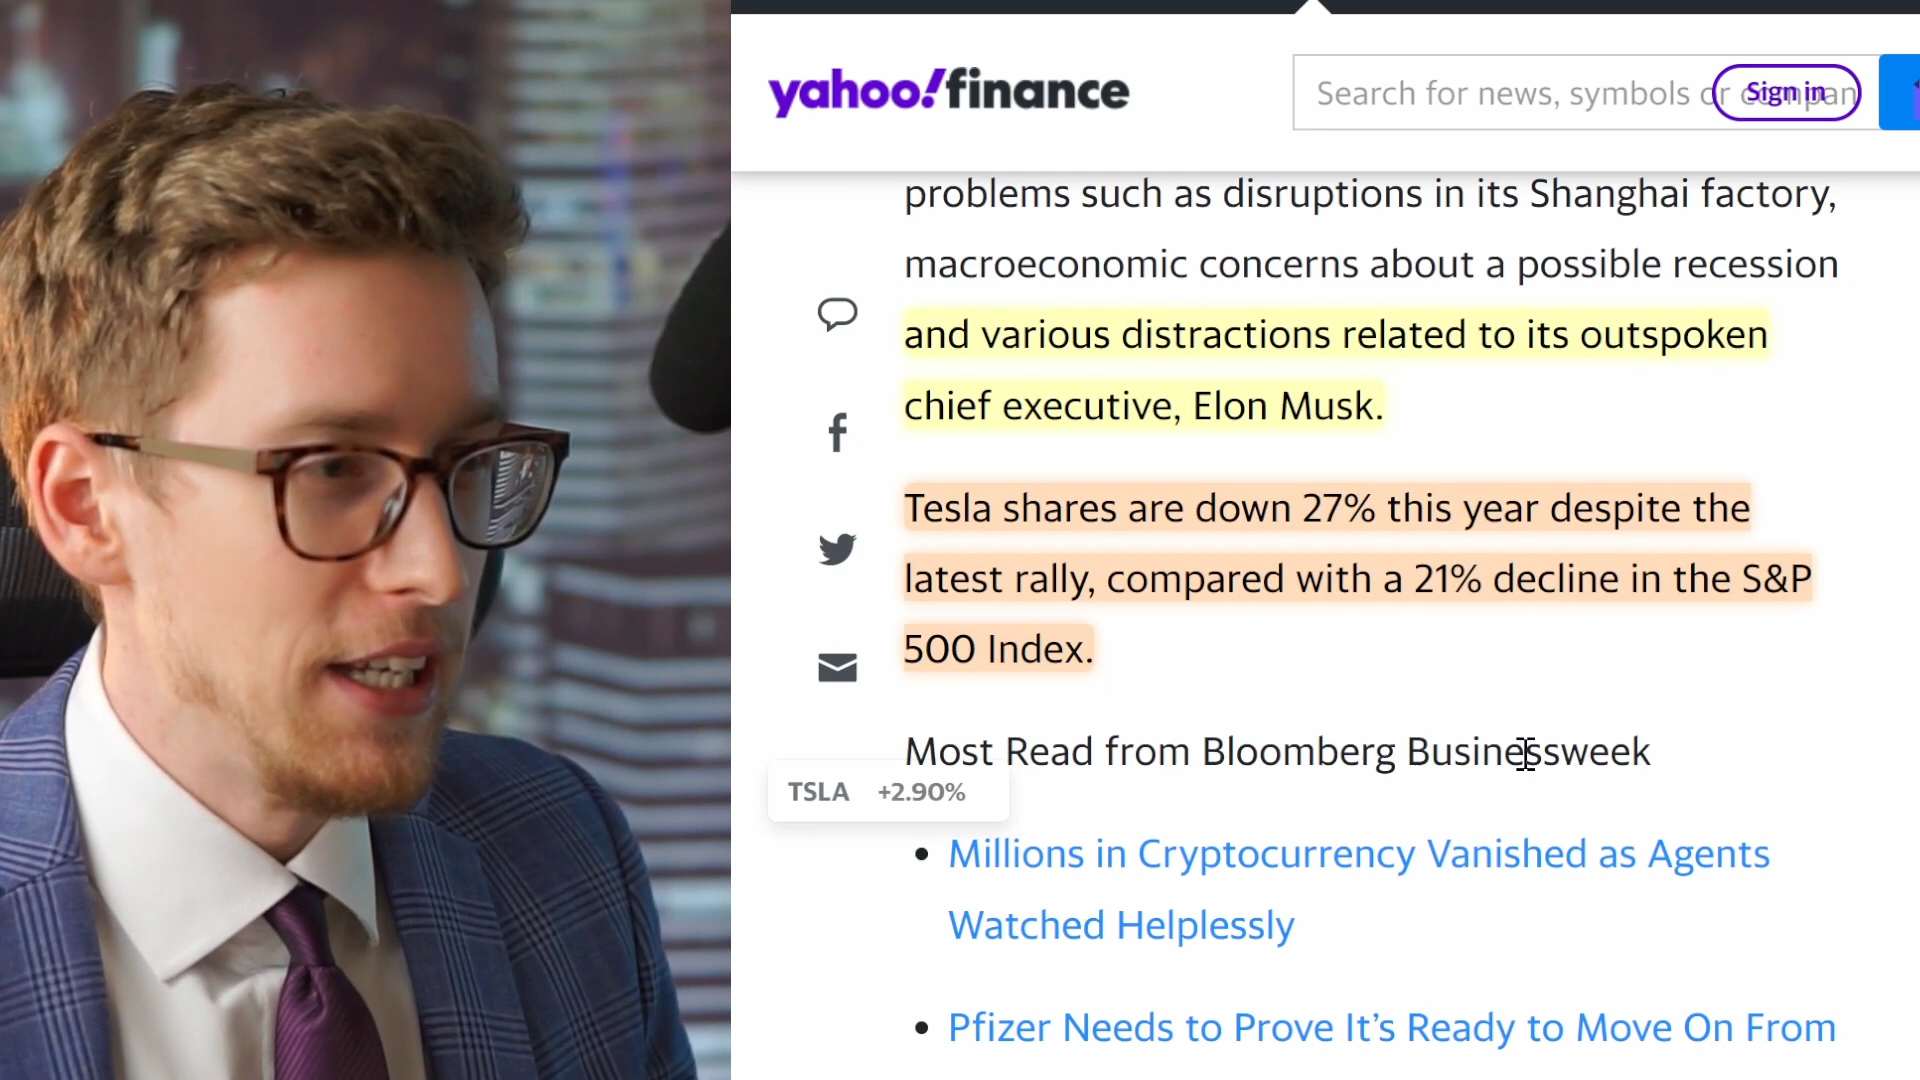 yahoo!finance
Search for news, symbols or compan
Sign in
problems such as disruptions in its Shanghai factory,
macroeconomic concerns about a possible recession
and various distractions related to its outspoken
chief executive, Elon Musk.
Tesla shares are down 27% this year despite the
latest rally, compared with a 21% decline in the S&P
500 Index.
Most Read from Bloomberg Businessweek
TSLA +2.90%
Millions in Cryptocurrency Vanished as Agents
Watched Helplessly
Pfizer Needs to Prove It’s Ready to Move On From